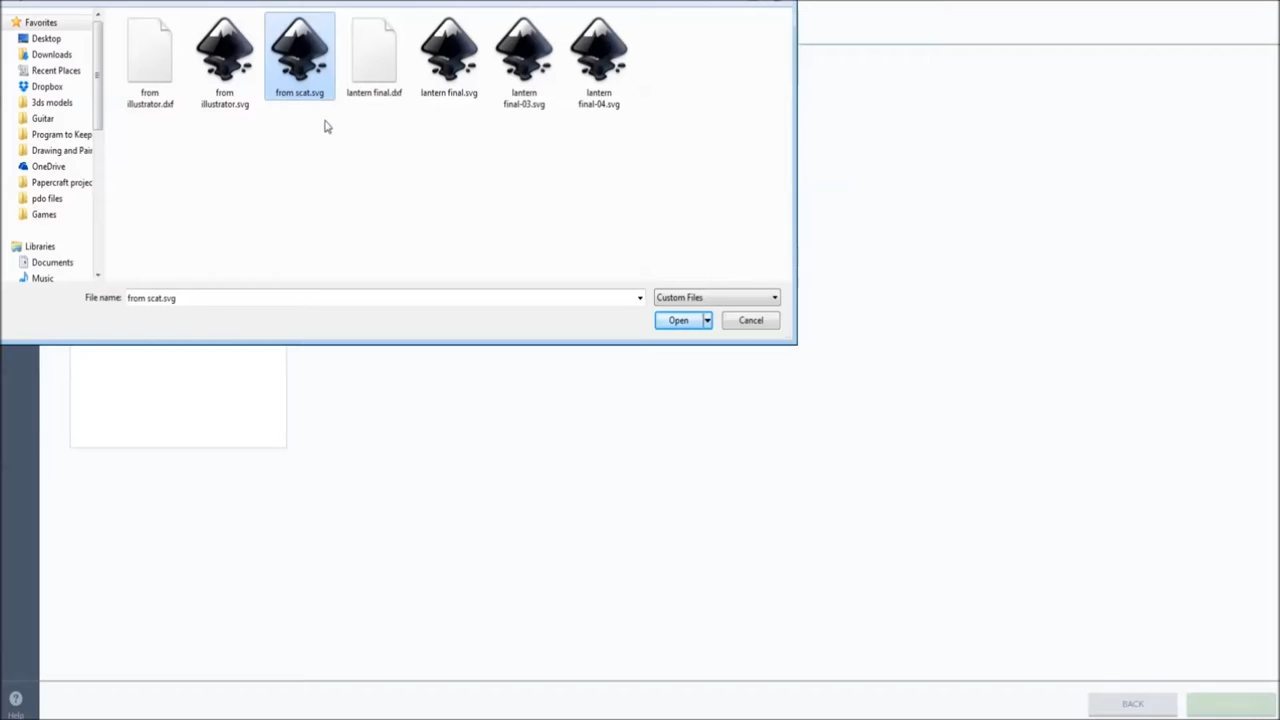 Favorites
Desktop
Downloads
Recent Places
Dropbox
3ds models
Guitar
Program to Keep
Drawing and Pai
OneDrive
Papercraft projec
pdo files
Games
Libraries
Documents
Music
from
illustrator.dxf
from
illustrator.svg
from scat.svg
lantern final.dxf
lantern final.svg
lantern
final-03.svg
lantern
final-04.svg
File name: from scat.svg
Custom Files
Open
Cancel
Help
BACK